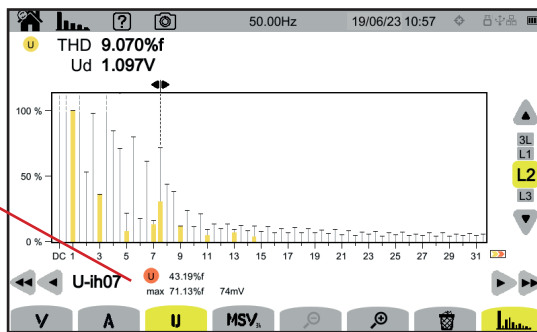 50.00Hz 19/06/23 10:57
U THD 9.070%f
Ud 1.097V
100 %
50 %
0 %
DC 1 3 5 7 9 11 13 15 17 19 21 23 25 27 29 31
3L
L1
L2
L3
U-ih07 U 43.19%f
max 71.13%f 74mV
V A U MSV